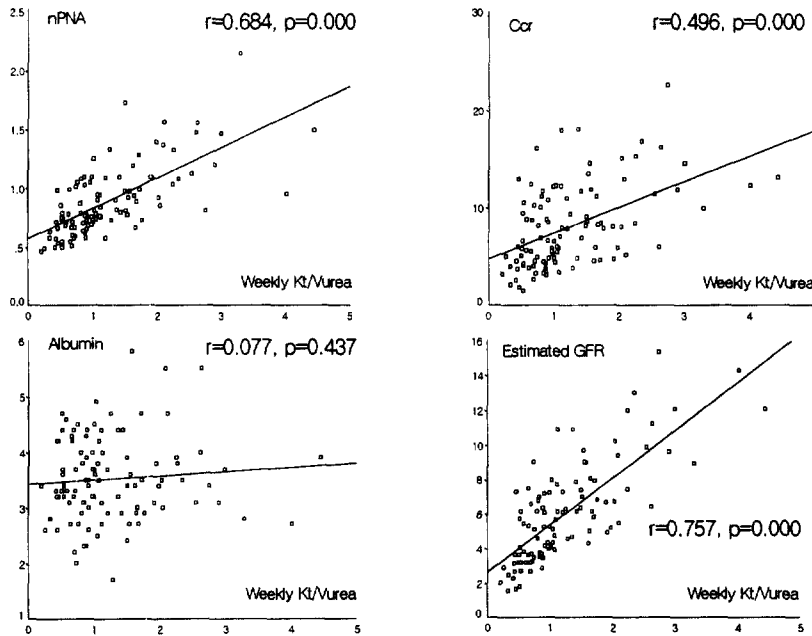 nPNA
r=0.684, p=0.000
2.5
2.0
1.5
1.0
.5
0.0
Weekly Kt/Vurea
0 1 2 3 4 5
Ccr
r=0.496, p=0.000
30
20
10
0
Weekly Kt/Vurea
0 1 2 3 4 5
Albumin
r=0.077, p=0.437
6
5
4
3
2
1
Weekly Kt/Vurea
0 1 2 3 4 5
Estimated GFR
16
14
12
10
8
6
4
2
0
r=0.757, p=0.000
Weekly Kt/Vurea
0 1 2 3 4 5